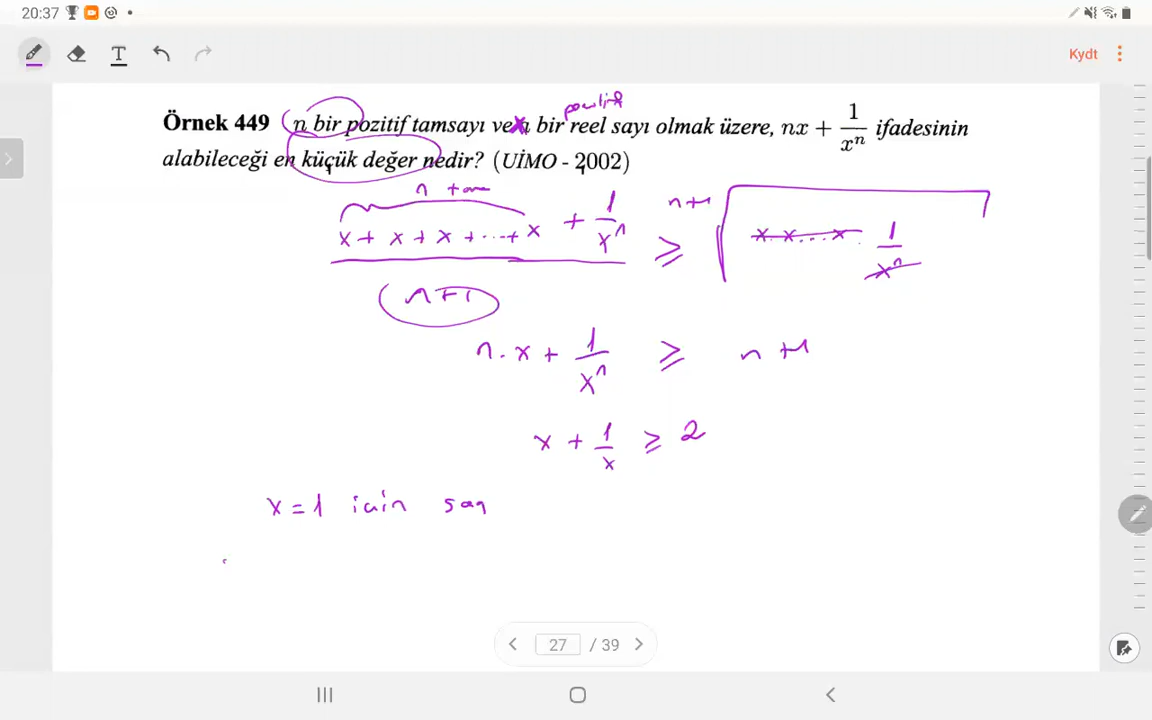 20:37
T
Kydt
pozitif
Örnek 449 n bir pozitif tamsayı ve x bir reel sayı olmak üzere, nx + 1/x^n ifadesinin
alabileceği en küçük değer nedir? (UİMO - 2002)
n tane
(x + x + x + ... + x + 1/x^n) / (n+1) ≥ n+1√(x·x...x·1/x^n)
n·x + 1/x^n ≥ n+1
x + 1/x ≥ 2
x = 1 için sağ
27 / 39